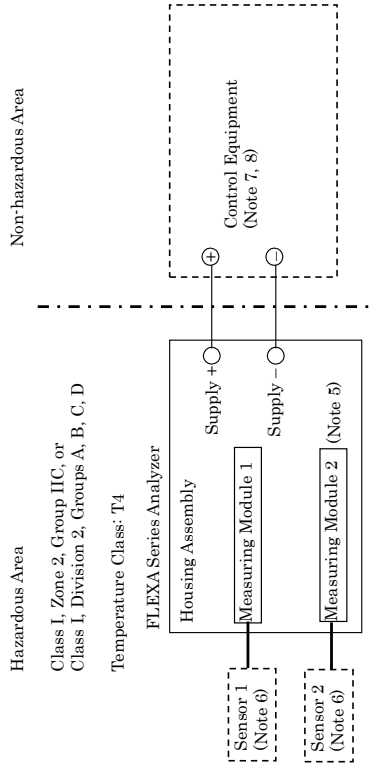 Hazardous Area
Non-hazardous Area
Class I, Zone 2, Group IIC, or
Class I, Division 2, Groups A, B, C, D
Temperature Class: T4
FLEXA Series Analyzer
Housing Assembly
Supply +
+
Control Equipment
(Note 7, 8)
Sensor 1
(Note 6)
Measuring Module 1
Supply −
−
Sensor 2
(Note 6)
Measuring Module 2
(Note 5)